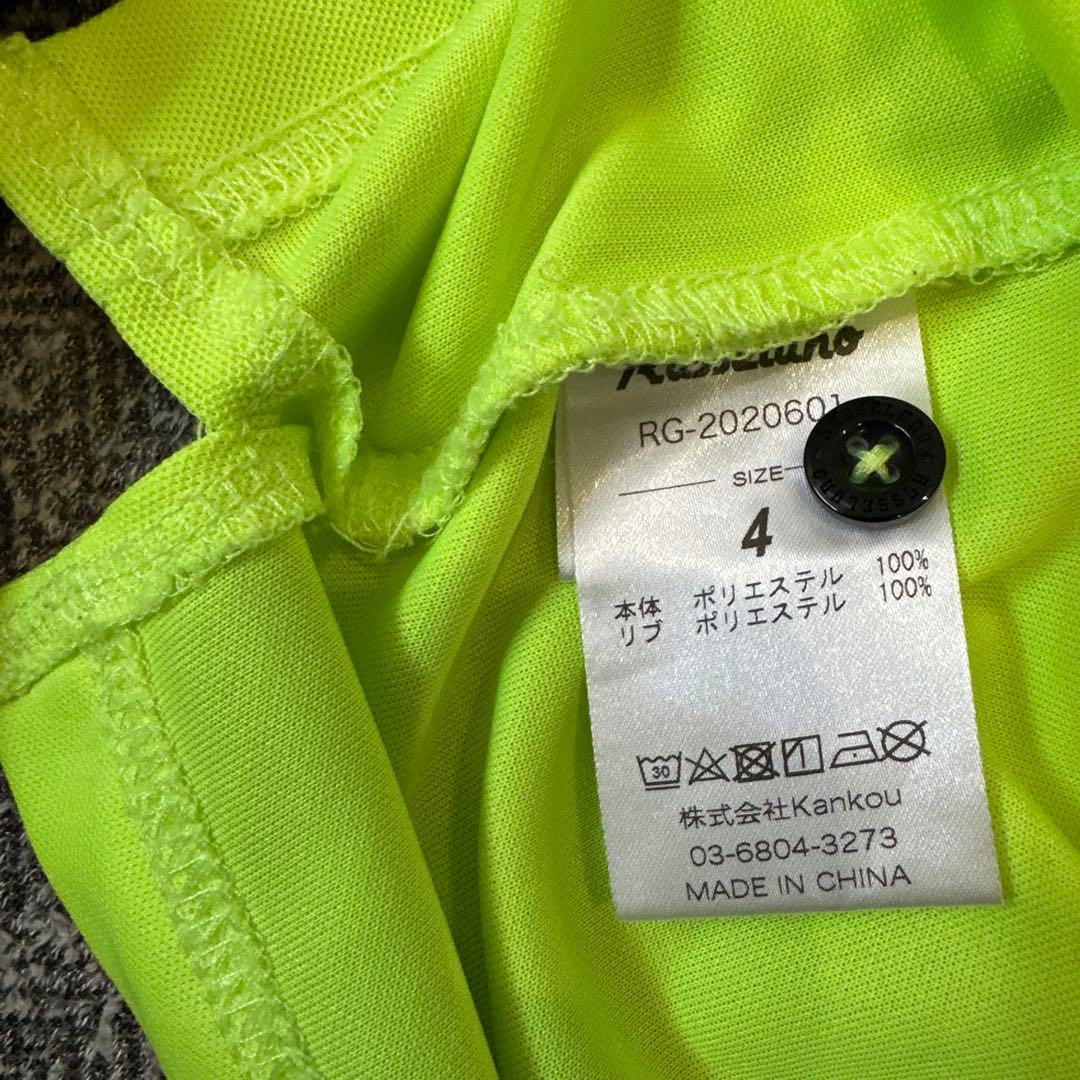 Russeluno
RG-2020601
SIZE
4
本体 ポリエステル 100%
リブ ポリエステル 100%
30
株式会社Kankou
03-6804-3273
MADE IN CHINA